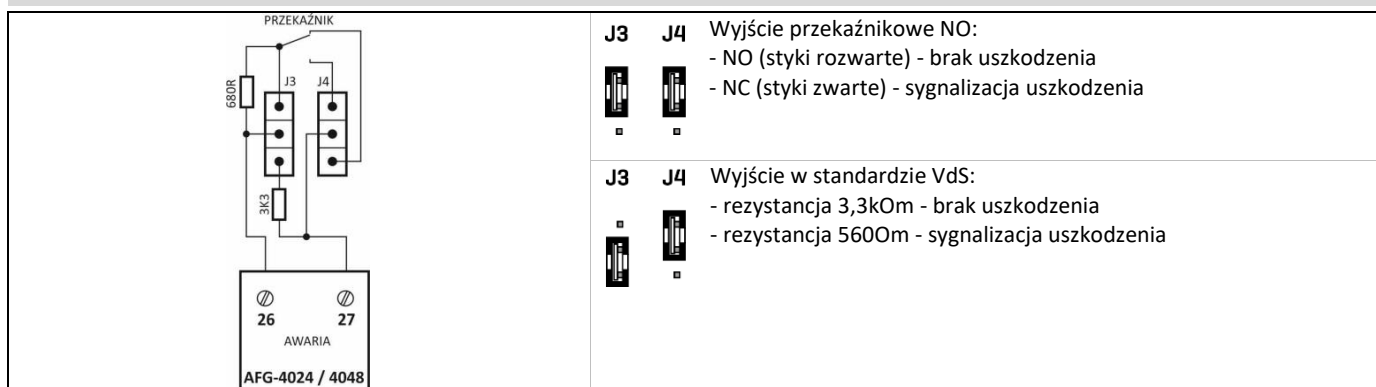 PRZEKAŹNIK
J3 J4
680R
3K3
26 27
AWARIA
AFG-4024 / 4048
J3 J4
Wyjście przekaźnikowe NO:
- NO (styki rozwarte) - brak uszkodzenia
- NC (styki zwarte) - sygnalizacja uszkodzenia
J3 J4
Wyjście w standardzie VdS:
- rezystancja 3,3kOm - brak uszkodzenia
- rezystancja 560Om - sygnalizacja uszkodzenia